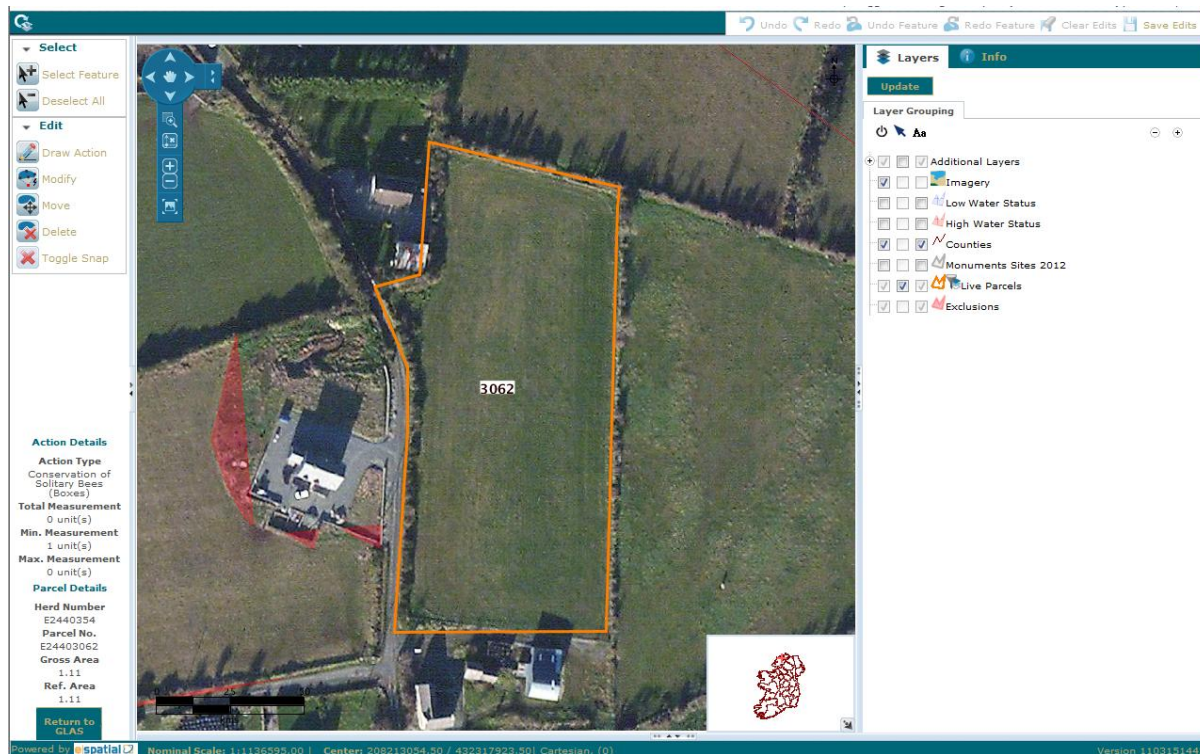 Undo Redo Undo Feature Redo Feature Clear Edits Save Edits
Select
Select Feature
Deselect All
Edit
Draw Action
Modify
Move
Delete
Toggle Snap
Action Details
Action Type
Conservation of
Solitary Bees
(Boxes)
Total Measurement
0 unit(s)
Min. Measurement
1 unit(s)
Max. Measurement
0 unit(s)
Parcel Details
Herd Number
E2440354
Parcel No.
E24403062
Gross Area
1.11
Ref. Area
1.11
Return to
GLAS
3062
Layers Info
Update
Layer Grouping
Aa
Additional Layers
Imagery
Low Water Status
High Water Status
Counties
Monuments Sites 2012
Live Parcels
Exclusions
Powered by espatial Nominal Scale: 1:1136595.00 | Center: 208213054.50 / 432317923.50| Cartesian, (0) Version 110315144